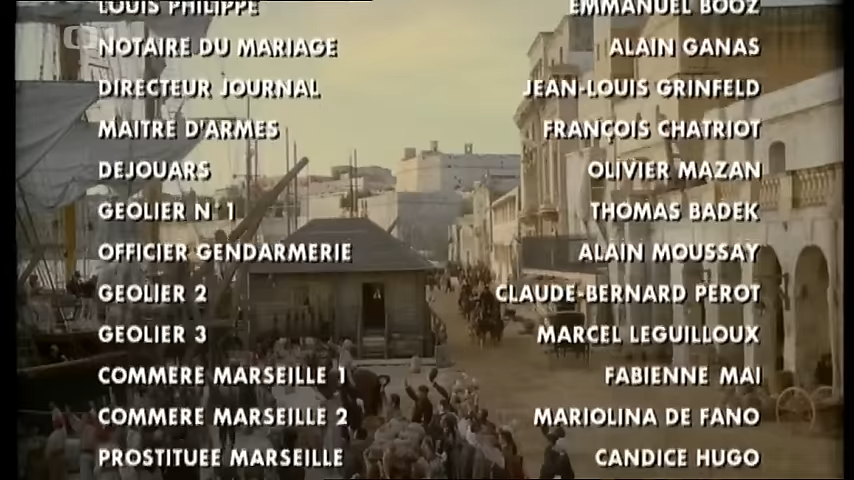 LOUIS PHILIPPE EMMANUEL BOOZ
NOTAIRE DU MARIAGE ALAIN GANAS
DIRECTEUR JOURNAL JEAN-LOUIS GRINFELD
MAITRE D'ARMES FRANÇOIS CHATRIOT
DEJOUARS OLIVIER MAZAN
GEOLIER N°1 THOMAS BADEK
OFFICIER GENDARMERIE ALAIN MOUSSAY
GEOLIER 2 CLAUDE-BERNARD PEROT
GEOLIER 3 MARCEL LEGUILLOUX
COMMERE MARSEILLE 1 FABIENNE MAI
COMMERE MARSEILLE 2 MARIOLINA DE FANO
PROSTITUEE MARSEILLE CANDICE HUGO